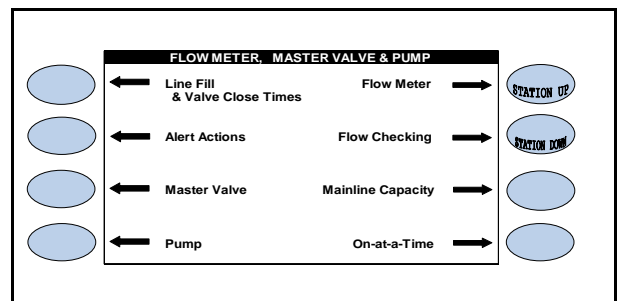 FLOW METER, MASTER VALVE & PUMP
Line Fill
& Valve Close Times
Flow Meter
STATION UP
Alert Actions
Flow Checking
STATION DOWN
Master Valve
Mainline Capacity
Pump
On-at-a-Time